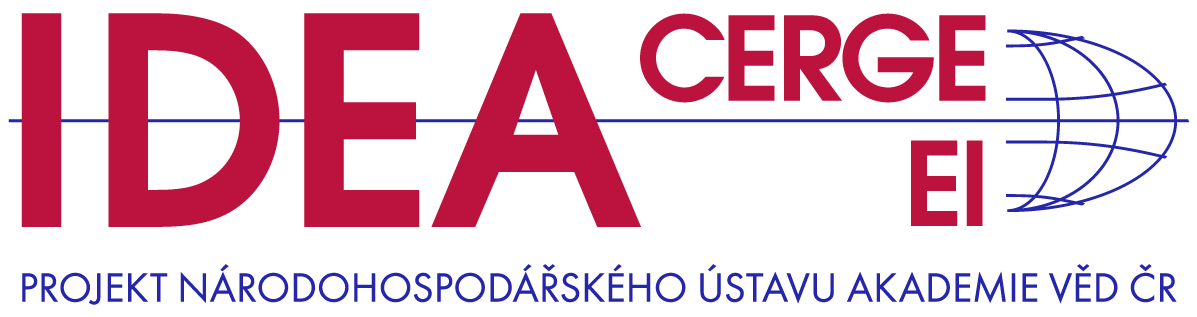 IDEA CERGE
EI
PROJEKT NÁRODOHOSPODÁŘSKÉHO ÚSTAVU AKADEMIE VĚD ČR